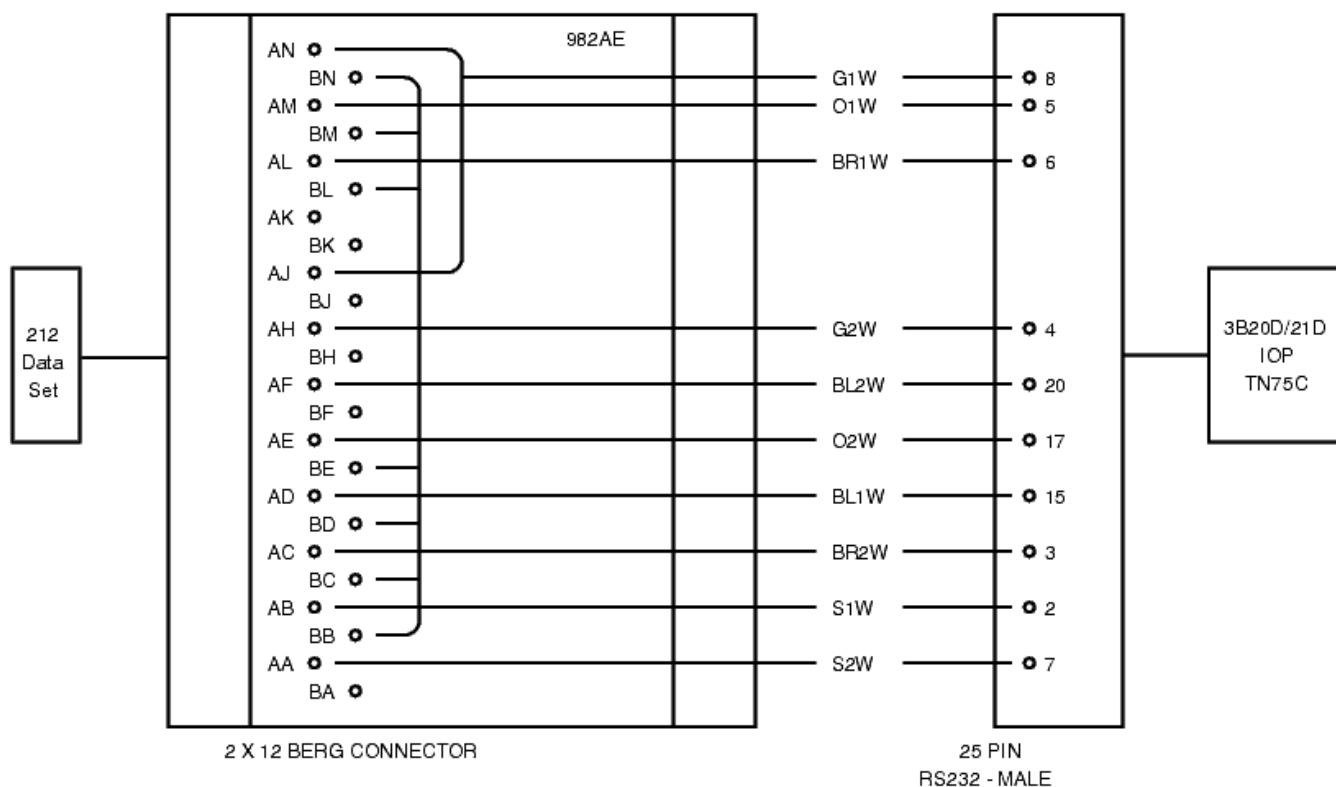 982AE
AN
BN G1W 8
AM O1W 5
BM
AL BR1W 6
BL
AK
BK
AJ
BJ
AH G2W 4
BH
AF BL2W 20
BF
AE O2W 17
BE
AD BL1W 15
BD
AC BR2W 3
BC
AB S1W 2
BB
AA S2W 7
BA
212
Data
Set
3B20D/21D
IOP
TN75C
2 X 12 BERG CONNECTOR
25 PIN
RS232 - MALE